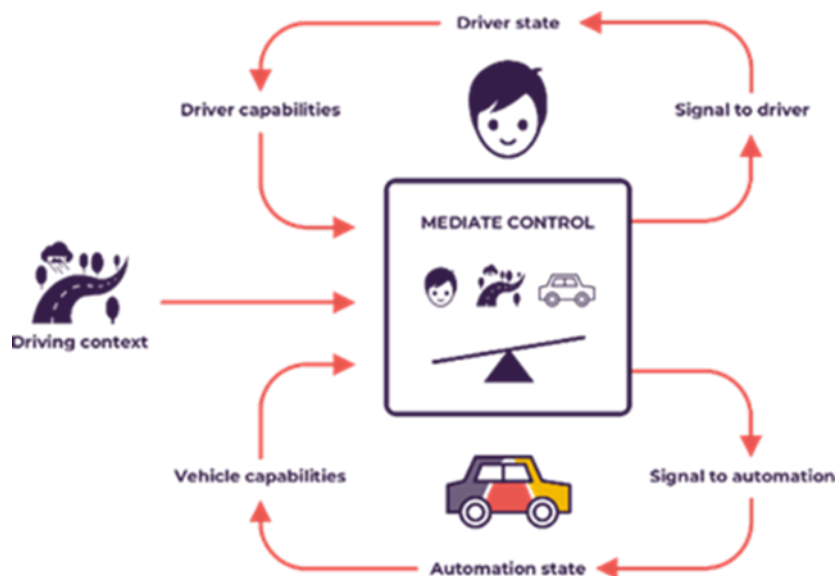 Driver state
Driver capabilities
Signal to driver
MEDIATE CONTROL
Driving context
Vehicle capabilities
Signal to automation
Automation state